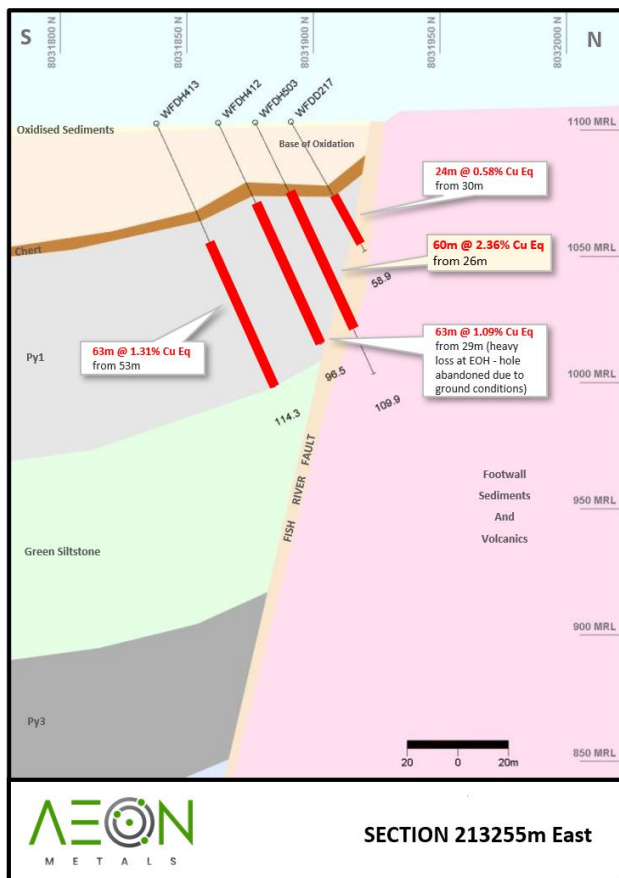 S
8031800 N
8031850 N
8031900 N
8031950 N
8032000 N
N
WFDH413
WFDH412
WFDH503
WFDD217
Oxidised Sediments
1100 MRL
Base of Oxidation
24m @ 0.58% Cu Eq
from 30m
60m @ 2.36% Cu Eq
from 26m
Chert
1050 MRL
58.9
63m @ 1.31% Cu Eq
from 53m
Py1
63m @ 1.09% Cu Eq
from 29m (heavy
loss at EOH - hole
abandoned due to
ground conditions)
96.5
1000 MRL
109.9
114.3
FISH RIVER FAULT
Footwall
Sediments
And
Volcanics
950 MRL
Green Siltstone
900 MRL
Py3
850 MRL
20
0
20m
AEON
METALS
SECTION 213255m East